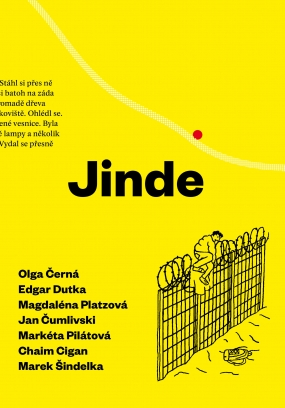 Stáhl si přes ně
i batoh na záda
romadě dřeva
koviště. Ohlédl se.
ené vesnice. Byla
é lampy a několik
Vydal se přesně
Jinde
Olga Černá
Edgar Dutka
Magdaléna Platzová
Jan Čumlivski
Markéta Pilátová
Chaim Cigan
Marek Šindelka